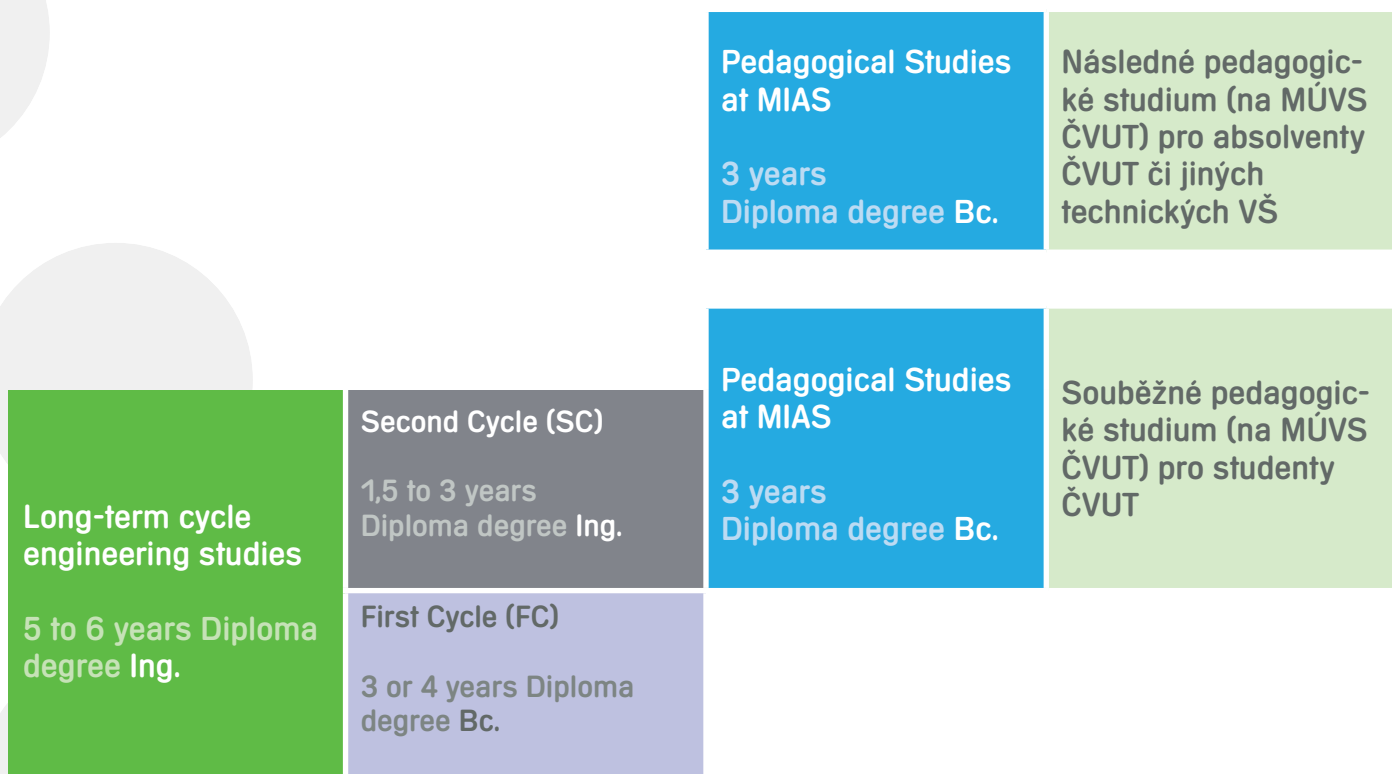 Pedagogical Studies
at MIAS
3 years
Diploma degree Bc.
Následné pedagogic-
ké studium (na MÚVS
ČVUT) pro absolventy
ČVUT či jiných
technických VŠ
Long-term cycle
engineering studies
5 to 6 years Diploma
degree Ing.
Second Cycle (SC)
1,5 to 3 years
Diploma degree Ing.
First Cycle (FC)
3 or 4 years Diploma
degree Bc.
Pedagogical Studies
at MIAS
3 years
Diploma degree Bc.
Souběžné pedagogic-
ké studium (na MÚVS
ČVUT) pro studenty
ČVUT